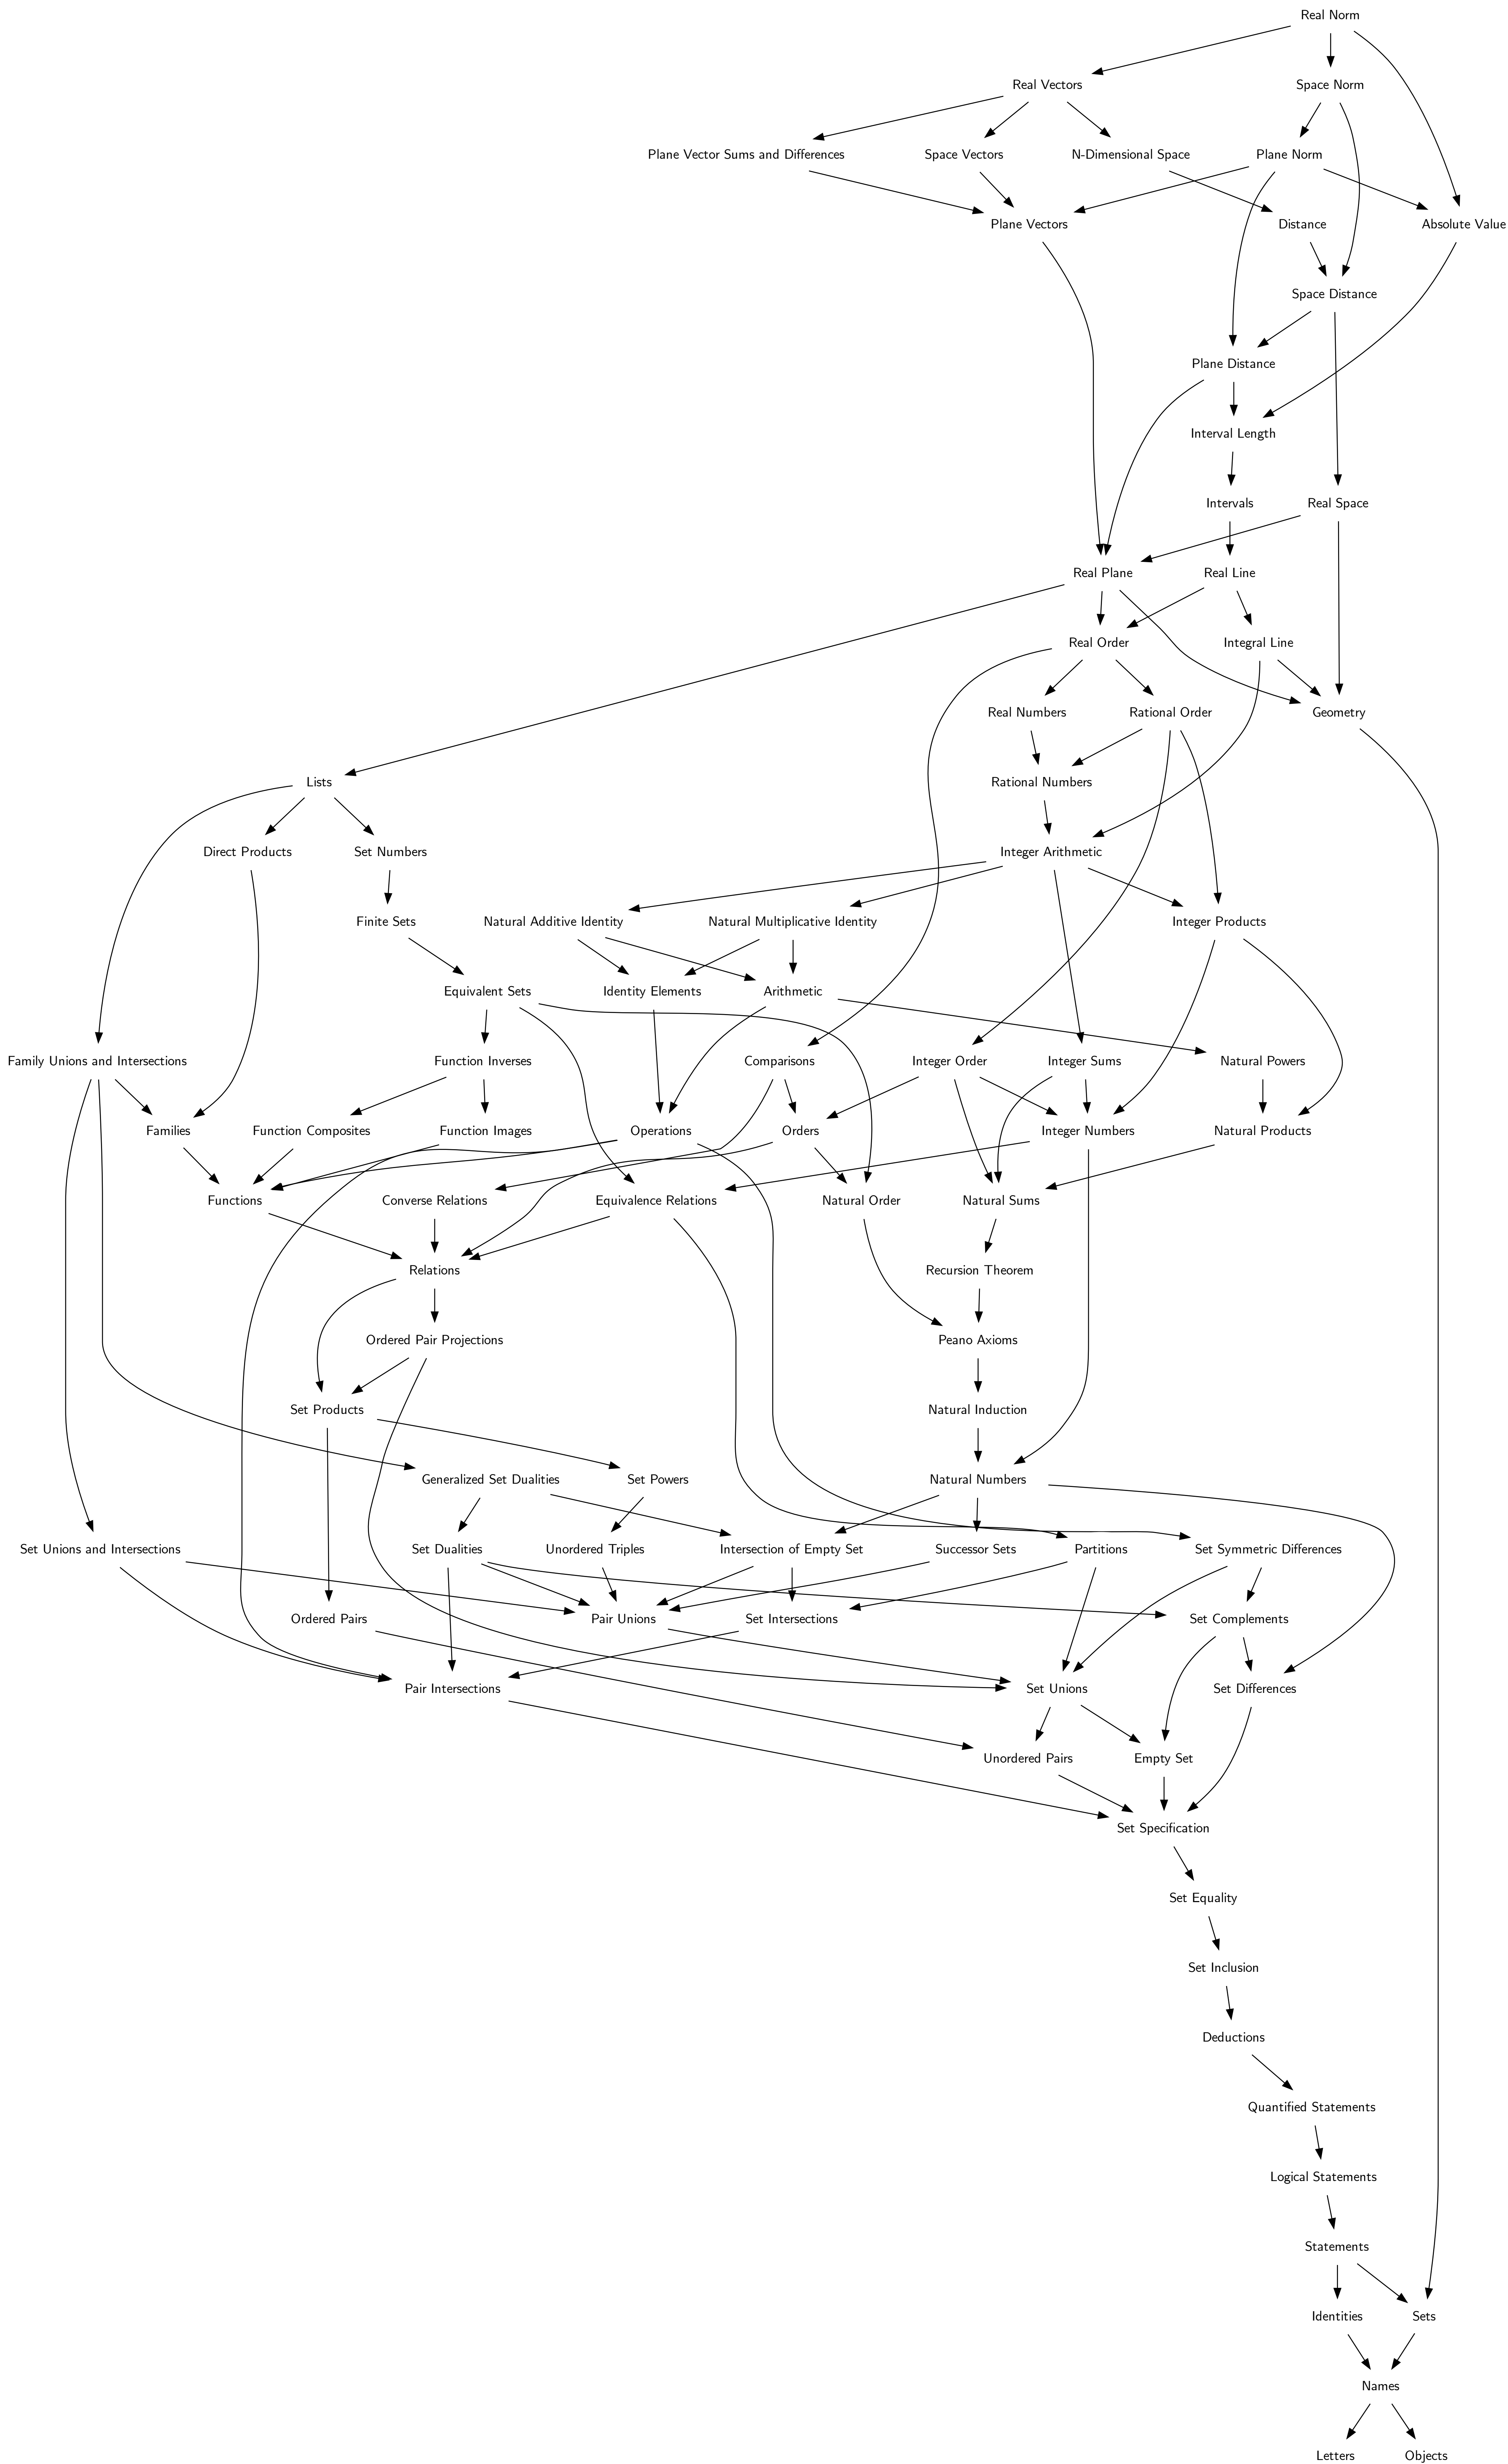 Real Norm
Real Vectors
Space Norm
Plane Vector Sums and Differences
Space Vectors
N-Dimensional Space
Plane Norm
Plane Vectors
Distance
Absolute Value
Space Distance
Plane Distance
Interval Length
Intervals
Real Space
Real Plane
Real Line
Real Order
Integral Line
Real Numbers
Rational Order
Geometry
Lists
Rational Numbers
Direct Products
Set Numbers
Integer Arithmetic
Finite Sets
Natural Additive Identity
Natural Multiplicative Identity
Integer Products
Equivalent Sets
Identity Elements
Arithmetic
Family Unions and Intersections
Function Inverses
Comparisons
Integer Order
Integer Sums
Natural Powers
Families
Function Composites
Function Images
Operations
Orders
Integer Numbers
Natural Products
Functions
Converse Relations
Equivalence Relations
Natural Order
Natural Sums
Relations
Recursion Theorem
Ordered Pair Projections
Peano Axioms
Set Products
Natural Induction
Generalized Set Dualities
Set Powers
Natural Numbers
Set Unions and Intersections
Set Dualities
Unordered Triples
Intersection of Empty Set
Successor Sets
Partitions
Set Symmetric Differences
Ordered Pairs
Pair Unions
Set Intersections
Set Complements
Pair Intersections
Set Unions
Set Differences
Unordered Pairs
Empty Set
Set Specification
Set Equality
Set Inclusion
Deductions
Quantified Statements
Logical Statements
Statements
Identities
Sets
Names
Letters
Objects